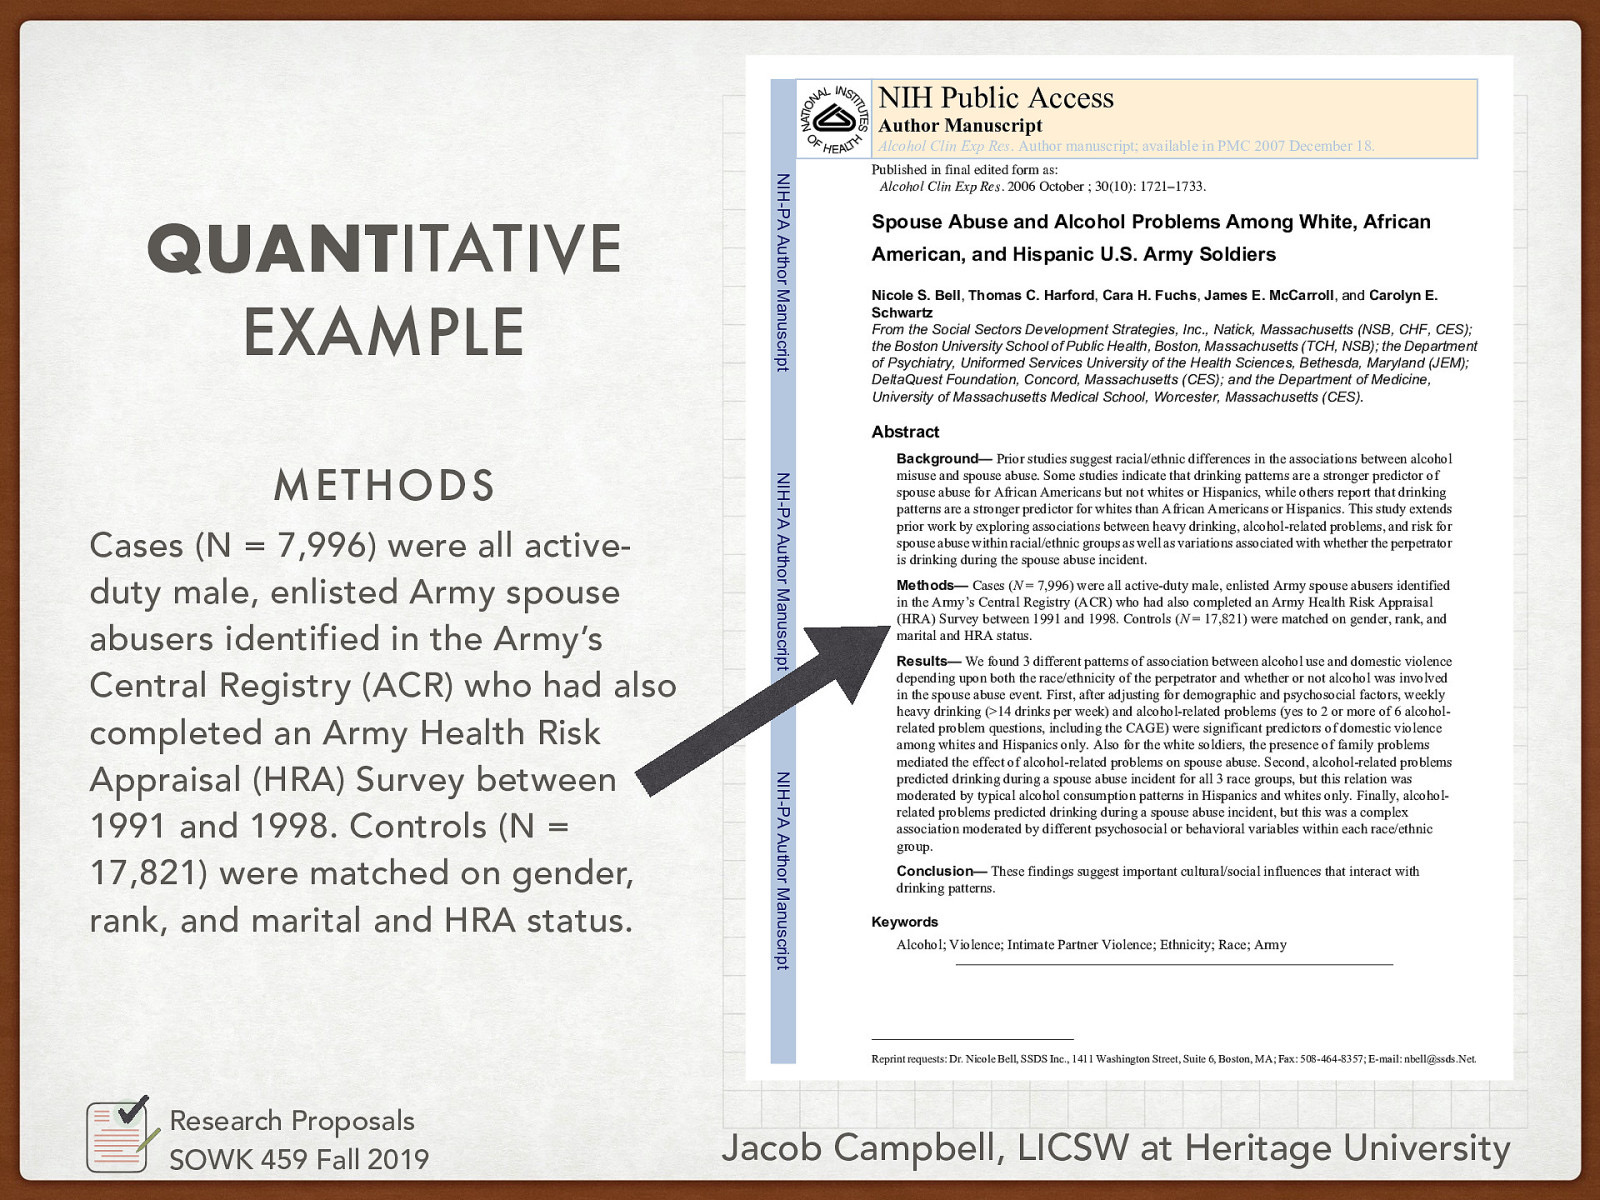 QUANTITATIVE
EXAMPLE
METHODS
Cases (N = 7,996) were all active-
duty male, enlisted Army spouse
abusers identified in the Army's
Central Registry (ACR) who had also
completed an Army Health Risk
Appraisal (HRA) Survey between
1991 and 1998. Controls (N =
17,821) were matched on gender,
rank, and marital and HRA status.
NATIONAL INSTITUTES OF HEALTH
NIH Public Access
Author Manuscript
Alcohol Clin Exp Res. Author manuscript; available in PMC 2007 December 18.
NIH-PA Author Manuscript
NIH-PA Author Manuscript
NIH-PA Author Manuscript
Published in final edited form as:
Alcohol Clin Exp Res. 2006 October ; 30(10): 1721–1733.
Spouse Abuse and Alcohol Problems Among White, African
American, and Hispanic U.S. Army Soldiers
Nicole S. Bell, Thomas C. Harford, Cara H. Fuchs, James E. McCarroll, and Carolyn E.
Schwartz
From the Social Sectors Development Strategies, Inc., Natick, Massachusetts (NSB, CHF, CES);
the Boston University School of Public Health, Boston, Massachusetts (TCH, NSB); the Department
of Psychiatry, Uniformed Services University of the Health Sciences, Bethesda, Maryland (JEM);
DeltaQuest Foundation, Concord, Massachusetts (CES); and the Department of Medicine,
University of Massachusetts Medical School, Worcester, Massachusetts (CES).
Abstract
Background— Prior studies suggest racial/ethnic differences in the associations between alcohol
misuse and spouse abuse. Some studies indicate that drinking patterns are a stronger predictor of
spouse abuse for African Americans but not whites or Hispanics, while others report that drinking
patterns are a stronger predictor for whites than African Americans or Hispanics. This study extends
prior work by exploring associations between heavy drinking, alcohol-related problems, and risk for
spouse abuse within racial/ethnic groups as well as variations associated with whether the perpetrator
is drinking during the spouse abuse incident.
Methods— Cases (N = 7,996) were all active-duty male, enlisted Army spouse abusers identified
in the Army's Central Registry (ACR) who had also completed an Army Health Risk Appraisal
(HRA) Survey between 1991 and 1998. Controls (N = 17,821) were matched on gender, rank, and
marital and HRA status.
Results— We found 3 different patterns of association between alcohol use and domestic violence
depending upon both the race/ethnicity of the perpetrator and whether or not alcohol was involved
in the spouse abuse event. First, after adjusting for demographic and psychosocial factors, weekly
heavy drinking (>14 drinks per week) and alcohol-related problems (yes to 2 or more of 6 alcohol-
related problem questions, including the CAGE) were significant predictors of domestic violence
among whites and Hispanics only. Also for the white soldiers, the presence of family problems
mediated the effect of alcohol-related problems on spouse abuse. Second, alcohol-related problems
predicted drinking during a spouse abuse incident for all 3 race groups, but this relation was
moderated by typical alcohol consumption patterns in Hispanics and whites only. Finally, alcohol-
related problems predicted drinking during a spouse abuse incident, but this was a complex
association moderated by different psychosocial or behavioral variables within each race/ethnic
group.
Conclusion— These findings suggest important cultural/social influences that interact with
drinking patterns.
Keywords
Alcohol; Violence; Intimate Partner Violence; Ethnicity; Race; Army
Reprint requests: Dr. Nicole Bell, SSDS Inc., 1411 Washington Street, Suite 6, Boston, MA; Fax: 508-464-8357; E-mail: nbell@ssds.Net.
Research Proposals
SOWK 459 Fall 2019
Jacob Campbell, LICSW at Heritage University